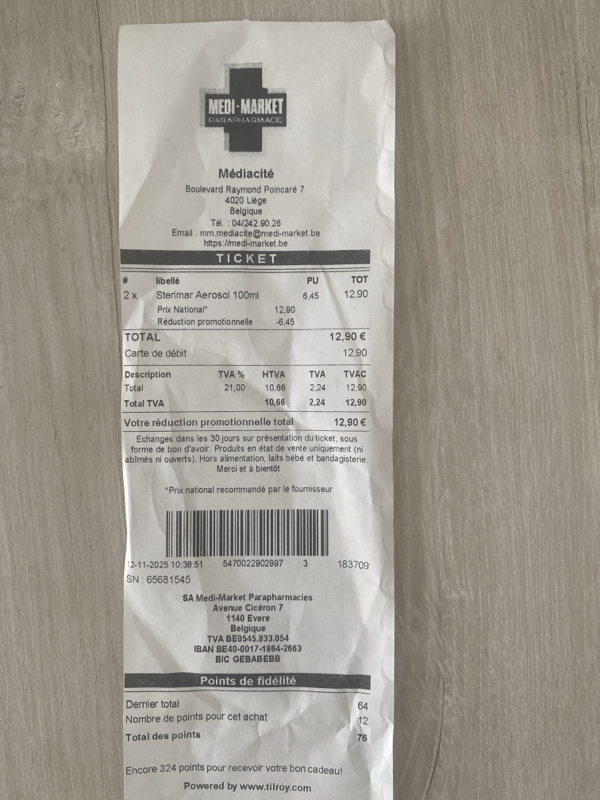 MEDI-MARKET
PARAPHARMACIE
Médiacité
Boulevard Raymond Poincaré 7
4020 Liège
Belgique
Tél. : 04/242.90.26
Email : mm.mediacite@medi-market.be
https://medi-market.be
TICKET
# libellé PU TOT
2 x Sterimar Aerosol 100ml 6,45 12,90
Prix National* 12,90
Réduction promotionnelle -6,45
TOTAL 12,90 €
Carte de débit 12,90
Description TVA % HTVA TVA TVAC
Total 21,00 10,66 2,24 12,90
Total TVA 10,66 2,24 12,90
Votre réduction promotionnelle total 12,90 €
Echanges dans les 30 jours sur présentation du ticket, sous
forme de bon d'avoir. Produits en état de vente uniquement (ni
abîmés ni ouverts). Hors alimentation, laits bébé et bandagisterie.
Merci et à bientôt
*Prix national recommandé par le fournisseur
12-11-2025 10:38:51 5470022902997 3 183709
SN : 65681545
SA Medi-Market Parapharmacies
Avenue Cicéron 7
1140 Evere
Belgique
TVA BE0545.833.054
IBAN BE40-0017-1864-2663
BIC GEBABEBB
Points de fidélité
Dernier total 64
Nombre de points pour cet achat 12
Total des points 76
Encore 324 points pour recevoir votre bon cadeau!
Powered by www.tilroy.com